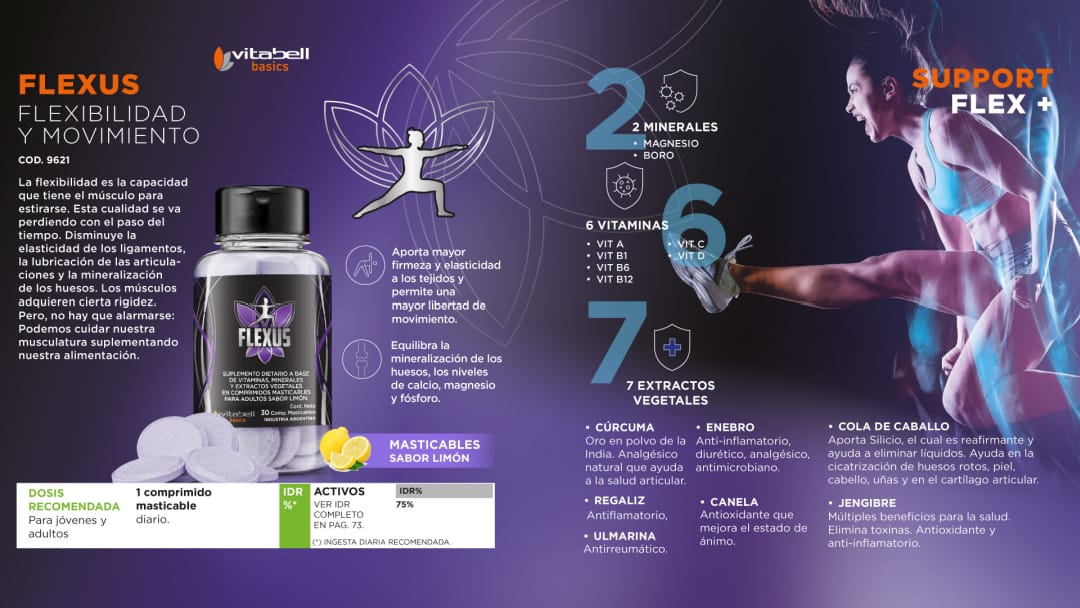 vitabell
basics
FLEXUS
FLEXIBILIDAD
Y MOVIMIENTO
COD. 9621
La flexibilidad es la capacidad
que tiene el músculo para
estirarse. Esta cualidad se va
perdiendo con el paso del
tiempo. Disminuye la
elasticidad de los ligamentos,
la lubricación de las articula-
ciones y la mineralización
de los huesos. Los músculos
adquieren cierta rigidez.
Pero, no hay que alarmarse:
Podemos cuidar nuestra
musculatura suplementando
nuestra alimentación.
FLEXUS
SUPLEMENTO DIETARIO A BASE
DE VITAMINAS, MINERALES
Y EXTRACTOS VEGETALES
EN COMPRIMIDOS MASTICABLES
PARA ADULTOS SABOR LIMÓN.
Cont. Neto
30 Comp. Masticables
INDUSTRIA ARGENTINA
vitabell
basics
Aporta mayor
firmeza y elasticidad
a los tejidos y
permite una
mayor libertad de
movimiento.
Equilibra la
mineralización de los
huesos, los niveles
de calcio, magnesio
y fósforo.
MASTICABLES
SABOR LIMÓN
DOSIS
RECOMENDADA
Para jóvenes y
adultos
1 comprimido
masticable
diario.
IDR
%*
ACTIVOS
VER IDR
COMPLETO
EN PAG. 73.
IDR%
75%
(*) INGESTA DIARIA RECOMENDADA.
SUPPORT
FLEX +
2
2 MINERALES
• MAGNESIO
• BORO
6
6 VITAMINAS
• VIT A
• VIT B1
• VIT B6
• VIT B12
• VIT C
• VIT D
7
7 EXTRACTOS
VEGETALES
• CÚRCUMA
Oro en polvo de la
India. Analgésico
natural que ayuda
a la salud articular.
• REGALIZ
Antiflamatorio,
• ULMARINA
Antirreumático.
• ENEBRO
Anti-inflamatorio,
diurético, analgésico,
antimicrobiano.
• CANELA
Antioxidante que
mejora el estado de
ánimo.
• COLA DE CABALLO
Aporta Silicio, el cual es reafirmante y
ayuda a eliminar líquidos. Ayuda en la
cicatrización de huesos rotos, piel,
cabello, uñas y en el cartílago articular.
• JENGIBRE
Múltiples beneficios para la salud.
Elimina toxinas. Antioxidante y
anti-inflamatorio.